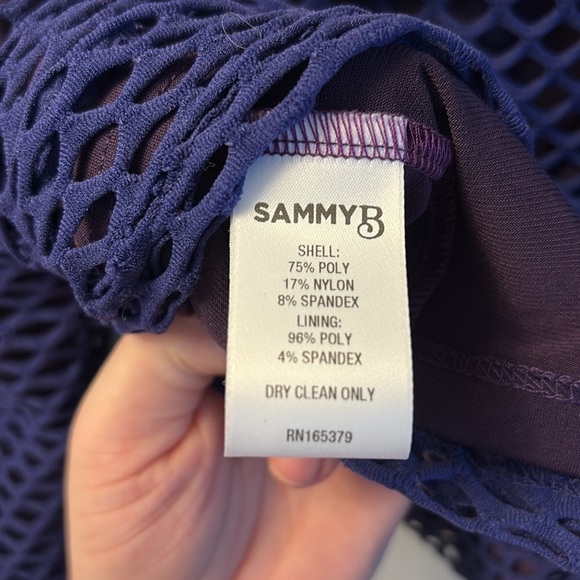 SAMMY B
SHELL:
75% POLY
17% NYLON
8% SPANDEX
LINING:
96% POLY
4% SPANDEX
DRY CLEAN ONLY
RN165379